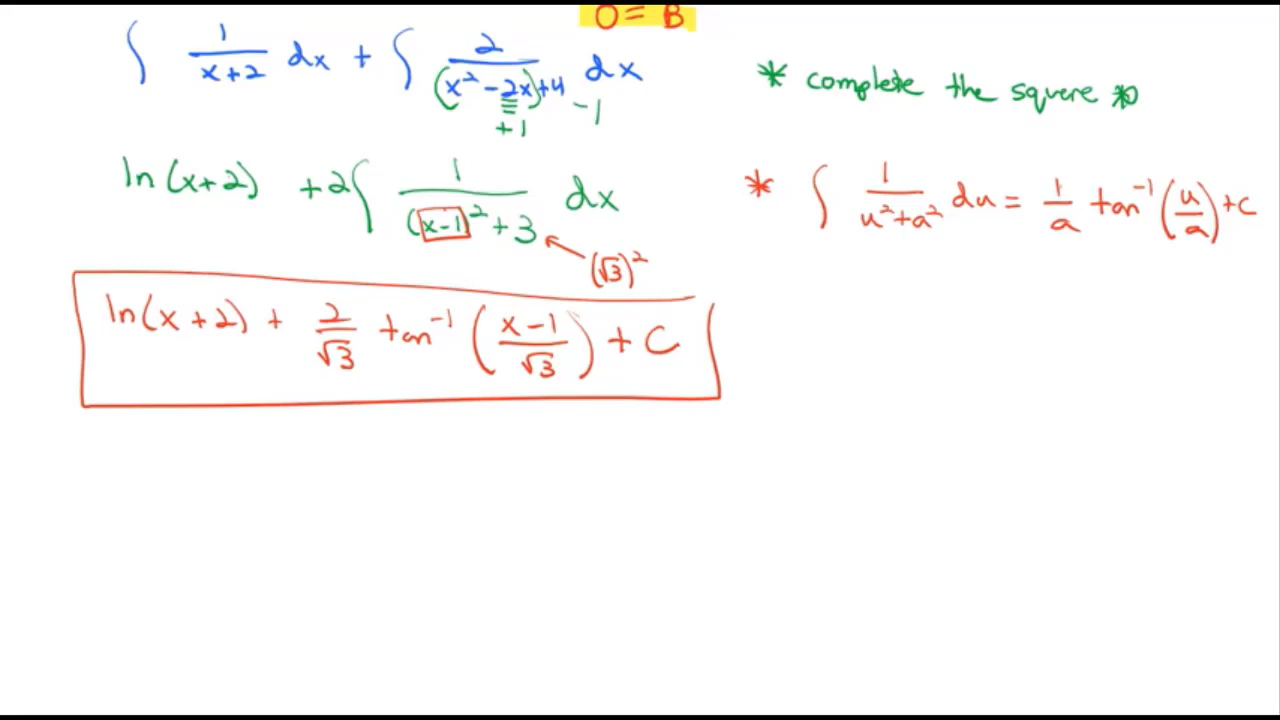 0 = B
∫ 1/(x+2) dx + ∫ 2/((x² - 2x) + 4) dx
+1 -1
* complete the square *
ln(x+2) + 2∫ 1/((x-1)² + 3) dx
(√3)²
* ∫ 1/(u²+a²) du = 1/a tan⁻¹(u/a) + C
ln(x+2) + 2/√3 tan⁻¹((x-1)/√3) + C